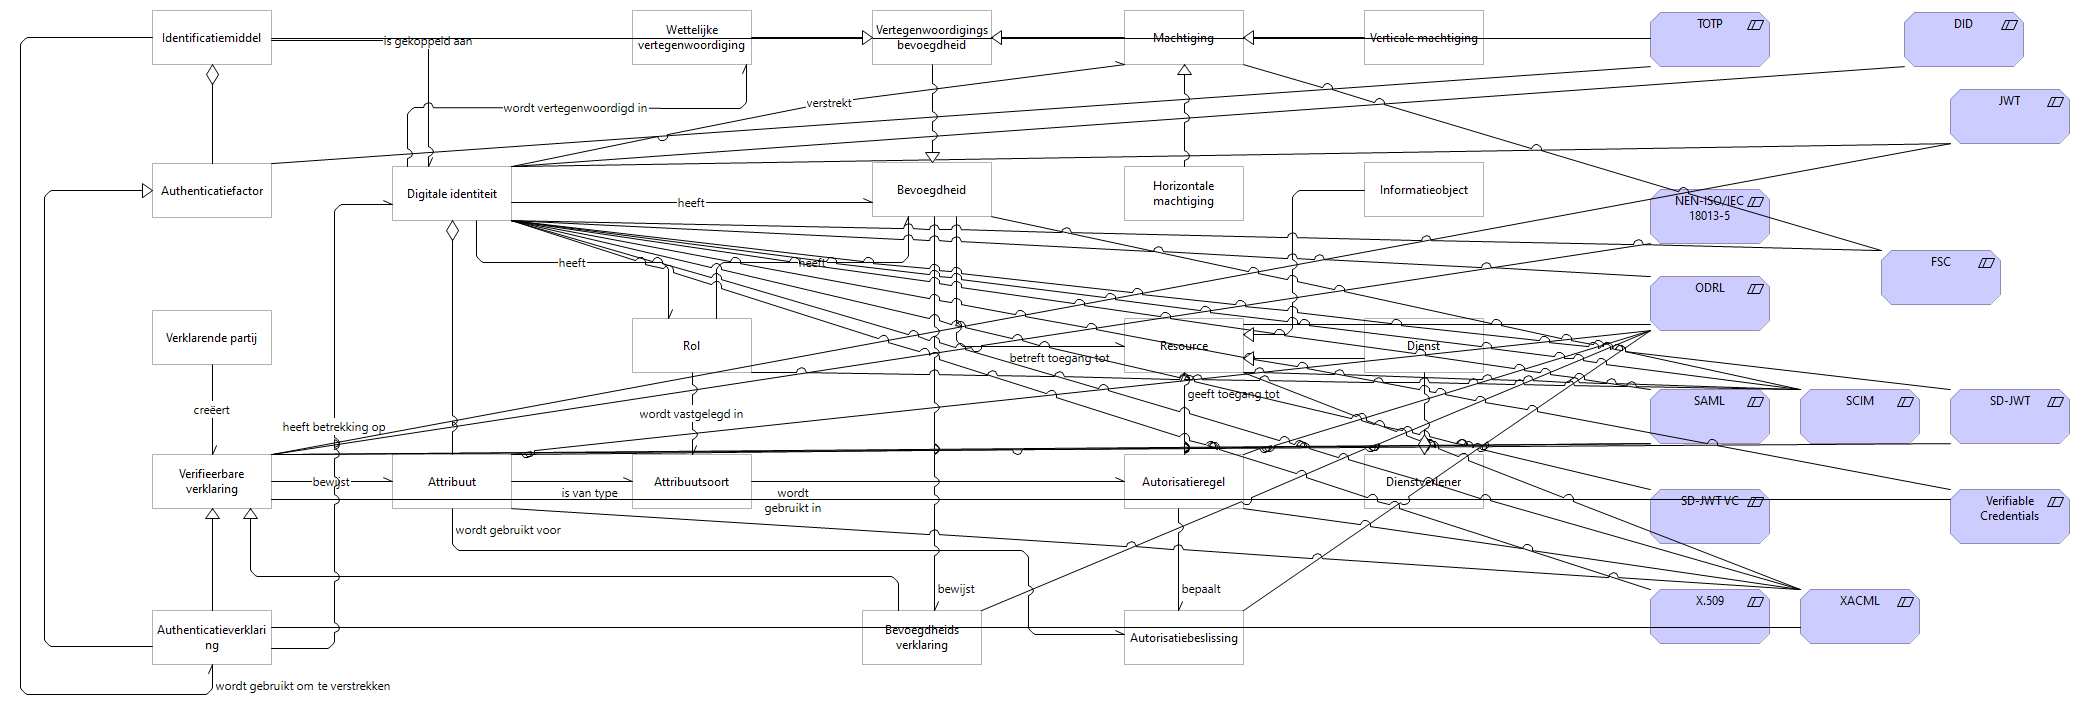 Identificatiemiddel
is gekoppeld aan
Wettelijke
vertegenwoordiging
Vertegenwoordigings
bevoegdheid
Machtiging
Verticale machtiging
TOTP
DID
JWT
wordt vertegenwoordigd in
verstrekt
Authenticatiefactor
Digitale identiteit
heeft
Bevoegdheid
Horizontale
machtiging
Informatieobject
NEN-ISO/IEC
18013-5
FSC
heeft
heeft
ODRL
Verklarende partij
Rol
Resource
Dienst
betreft toegang tot
geeft toegang tot
creëert
wordt vastgelegd in
heeft betrekking op
SAML
SCIM
SD-JWT
Verifieerbare
verklaring
bewijst
Attribuut
is van type
Attribuutsoort
wordt
gebruikt in
Autorisatieregel
Dienstverlener
SD-JWT VC
Verifiable
Credentials
wordt gebruikt voor
bewijst
bepaalt
X.509
XACML
Authenticatieverklari
ng
Bevoegdheids
verklaring
Autorisatiebeslissing
wordt gebruikt om te verstrekken